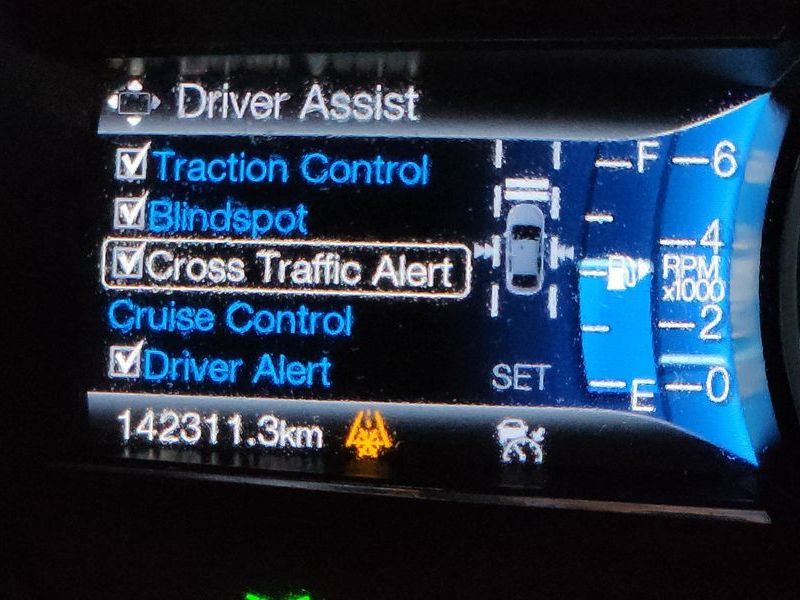 Driver Assist
Traction Control
Blindspot
Cross Traffic Alert
Cruise Control
Driver Alert
SET
142311.3km
F
E
6
4
RPM
x1000
2
0